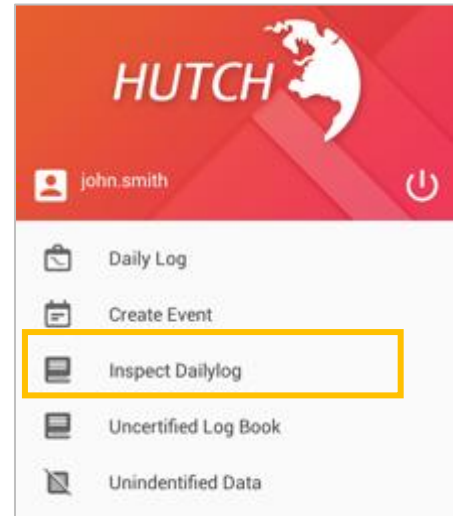 HUTCH
john.smith
Daily Log
Create Event
Inspect Dailylog
Uncertified Log Book
Unindentified Data